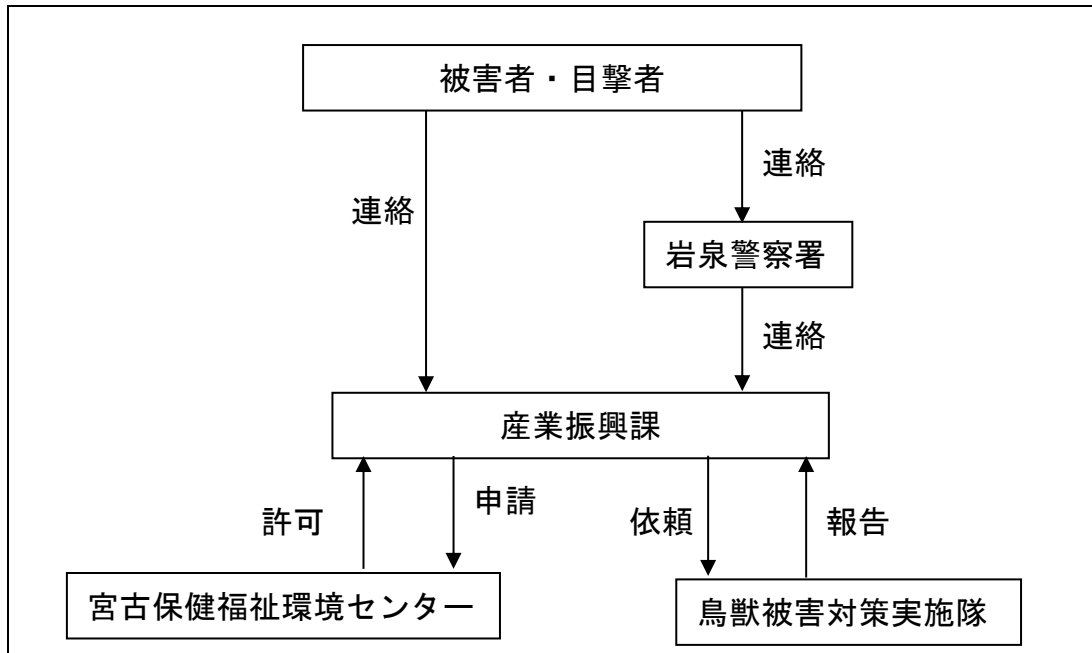 被害者・目撃者
連絡
連絡
岩泉警察署
連絡
産業振興課
許可
申請
依頼
報告
宮古保健福祉環境センター
鳥獣被害対策実施隊